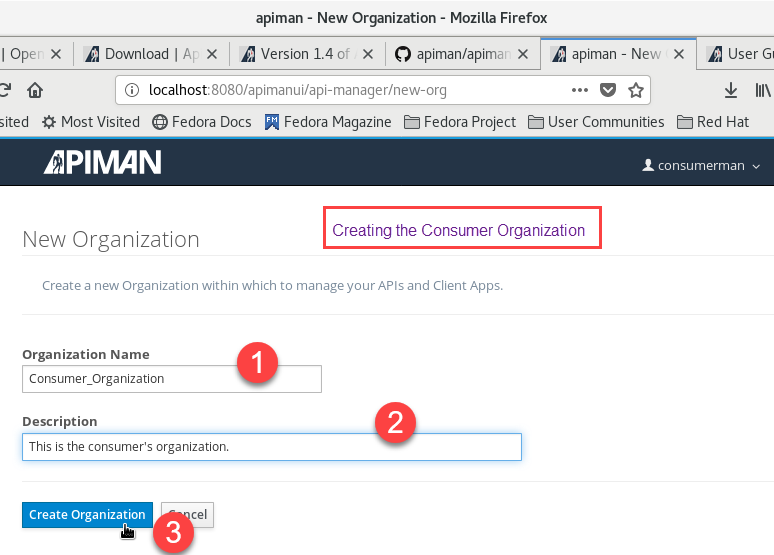 apiman - New Organization - Mozilla Firefox
| Open
Download | Ap
Version 1.4 of
apiman/apiman
apiman - New
User Gu
localhost:8080/apimanui/api-manager/new-org
sited Most Visited Fedora Docs Fedora Magazine Fedora Project User Communities Red Hat
APIMAN
consumerman
New Organization
Creating the Consumer Organization
Create a new Organization within which to manage your APIs and Client Apps.
Organization Name
1
Consumer_Organization
Description
2
This is the consumer's organization.
Create Organization
3